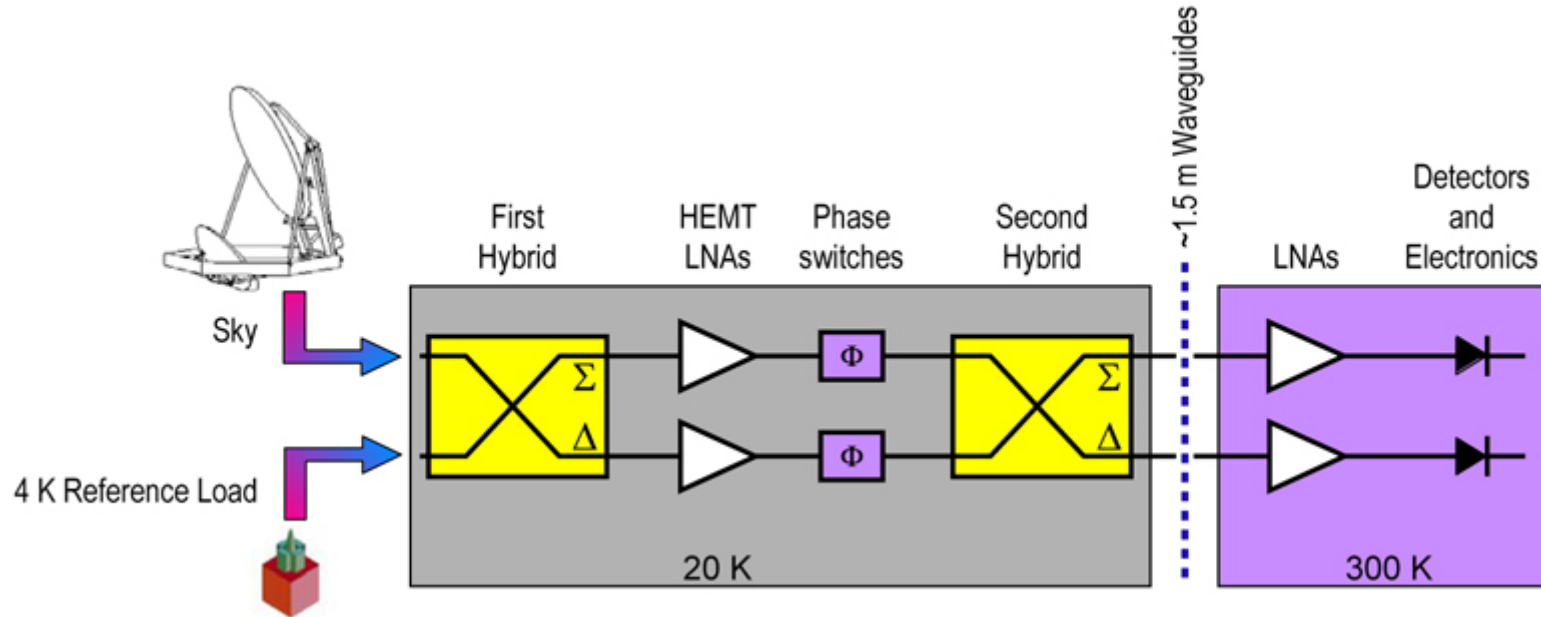 ~1.5 m Waveguides
First
Hybrid
HEMT
LNAs
Phase
switches
Second
Hybrid
LNAs
Detectors
and
Electronics
Sky
4 K Reference Load
Σ
Δ
Φ
Φ
Σ
Δ
20 K
300 K